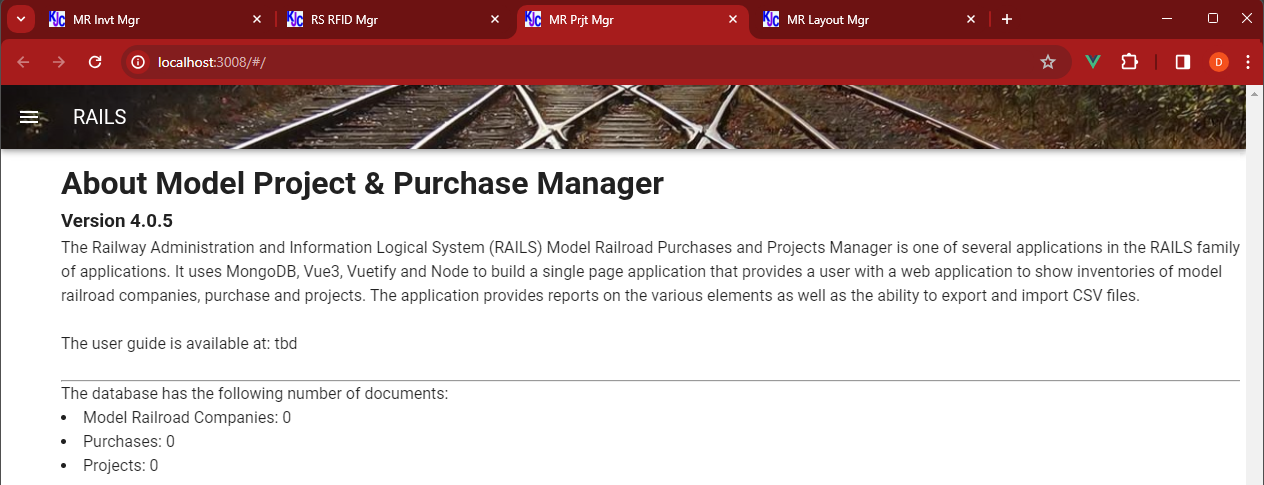 KJC MR Invt Mgr KJC RS RFID Mgr KJC MR Prjt Mgr KJC MR Layout Mgr
localhost:3008/#/ D
RAILS
About Model Project & Purchase Manager
Version 4.0.5
The Railway Administration and Information Logical System (RAILS) Model Railroad Purchases and Projects Manager is one of several applications in the RAILS family
of applications. It uses MongoDB, Vue3, Vuetify and Node to build a single page application that provides a user with a web application to show inventories of model
railroad companies, purchase and projects. The application provides reports on the various elements as well as the ability to export and import CSV files.
The user guide is available at: tbd
The database has the following number of documents:
• Model Railroad Companies: 0
• Purchases: 0
• Projects: 0